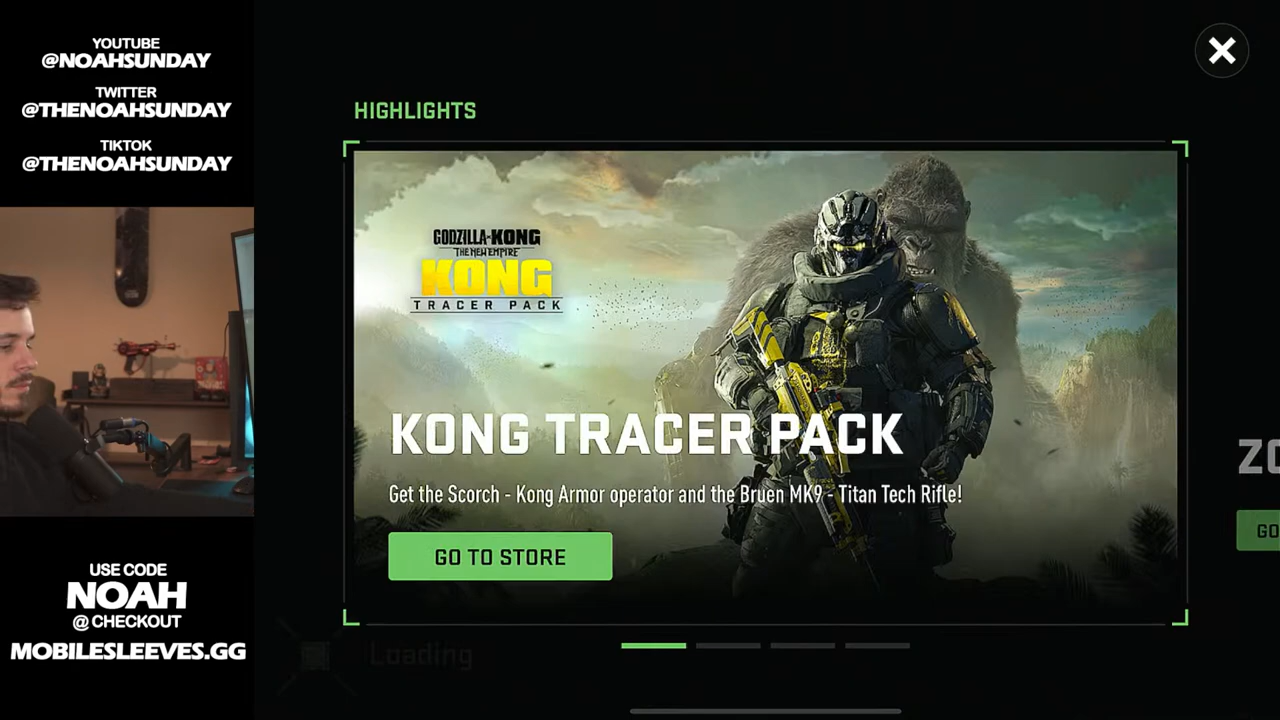 YOUTUBE
@NOAHSUNDAY
TWITTER
@THENOAHSUNDAY
TIKTOK
@THENOAHSUNDAY
USE CODE
NOAH
@ CHECKOUT
MOBILESLEEVES.GG
HIGHLIGHTS
GODZILLA-KONG
THE NEW EMPIRE
KONG
TRACER PACK
KONG TRACER PACK
Get the Scorch - Kong Armor operator and the Bruen MK9 - Titan Tech Rifle!
GO TO STORE
Loading
ZO
GO